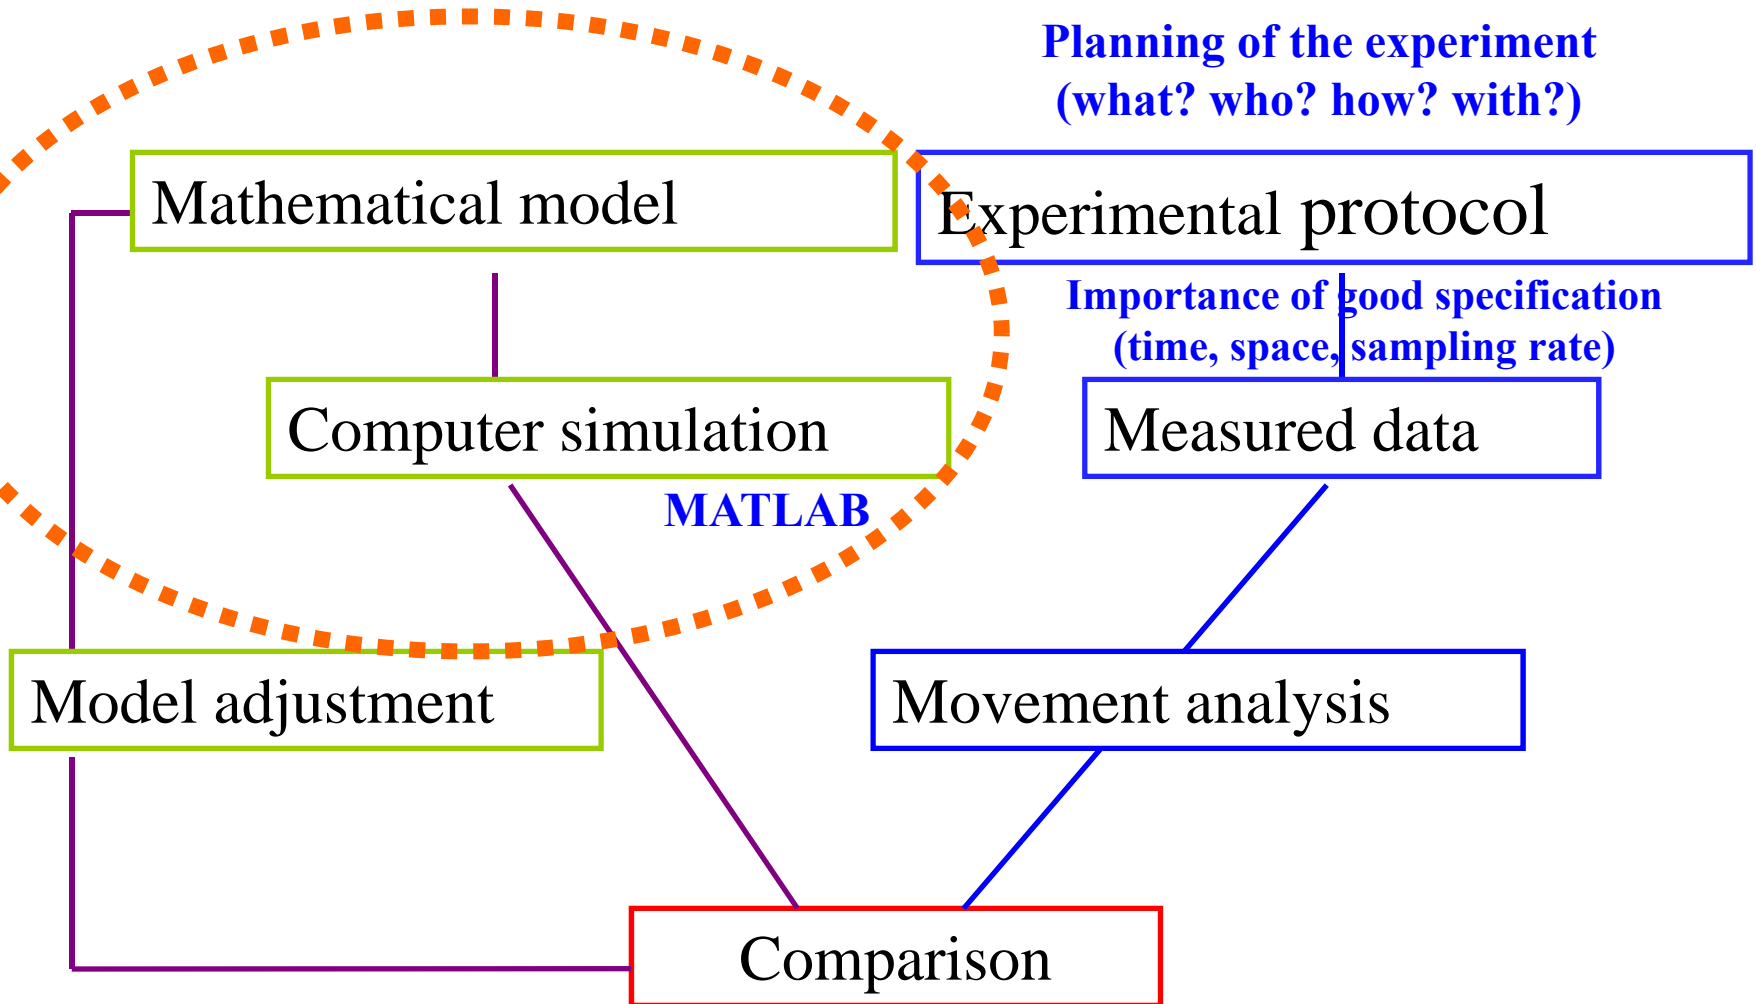 Planning of the experiment
(what? who? how? with?)
Mathematical model
Experimental protocol
Importance of good specification
(time, space, sampling rate)
Computer simulation
Measured data
MATLAB
Model adjustment
Movement analysis
Comparison